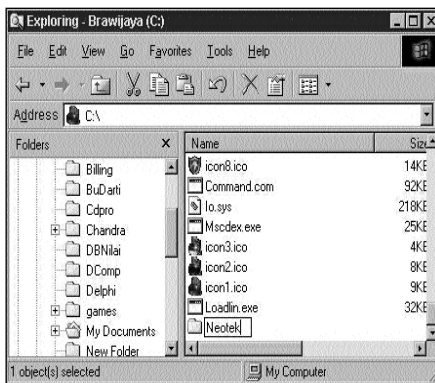 Exploring - Brawijaya (C:)
File Edit View Go Favorites Tools Help
Address C:\
Folders x
Billing
BuDarti
Cdpro
Chandra
DBNilai
DComp
Delphi
games
My Documents
New Folder
Name Size
icon8.ico 14KB
Command.com 92KB
Io.sys 218KB
Mscdex.exe 25KB
icon3.ico 4KB
icon2.ico 8KB
icon1.ico 9KB
Loadlin.exe 32KB
Neotek
1 object(s) selected My Computer